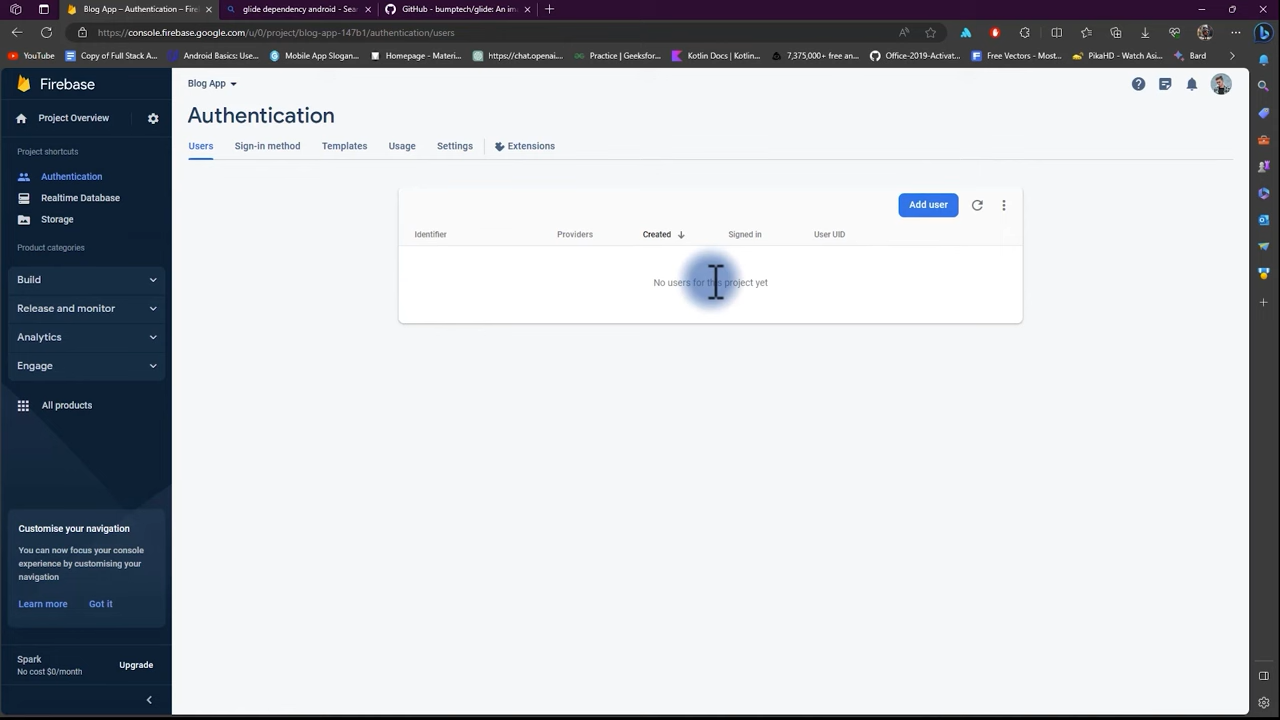 Blog App – Authentication – Fire
glide dependency android - Sea
GitHub - bumptech/glide: An im
https://console.firebase.google.com/u/0/project/blog-app-147b1/authentication/users
YouTube
Copy of Full Stack A...
Android Basics: Use...
Mobile App Slogan...
Homepage - Materi...
https://chat.openai....
Practice | Geeksfor...
Kotlin Docs | Kotlin...
7,375,000+ free an...
Office-2019-Activat...
Free Vectors - Most...
PikaHD - Watch Asi...
Bard
Firebase
Blog App
Project Overview
Authentication
Users
Sign-in method
Templates
Usage
Settings
Extensions
Project shortcuts
Authentication
Realtime Database
Storage
Add user
Identifier
Providers
Created
Signed in
User UID
Product categories
No users for this project yet
Build
Release and monitor
Analytics
Engage
All products
Customise your navigation
You can now focus your console
experience by customising your
navigation
Learn more
Got it
Spark
No cost $0/month
Upgrade